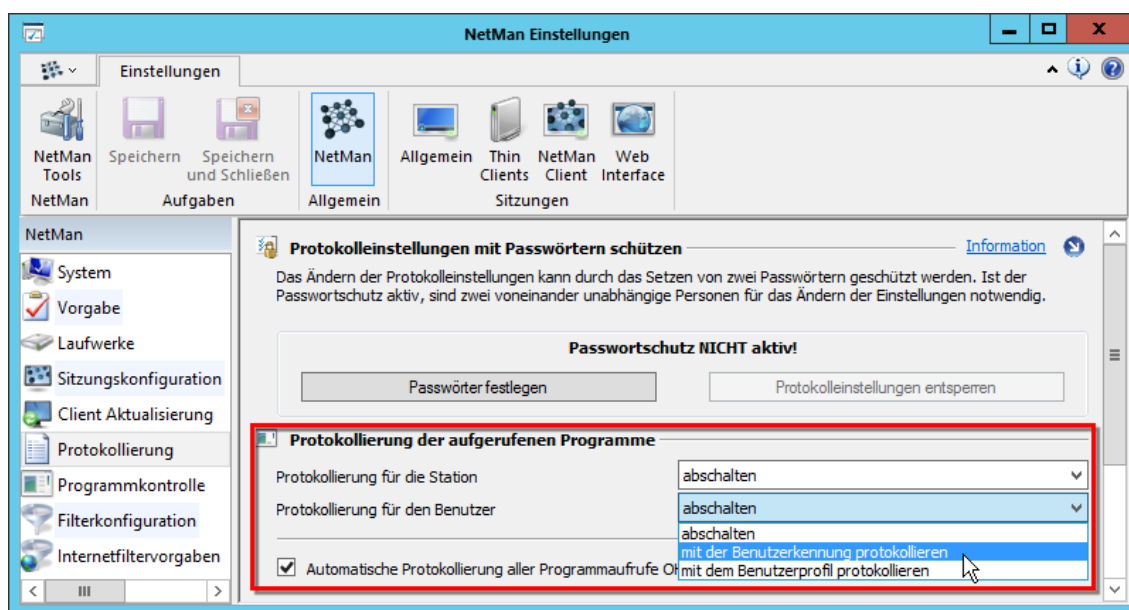 NetMan Einstellungen
Einstellungen
NetMan Tools
Speichern
Speichern und Schließen
NetMan
Allgemein
Thin Clients
NetMan Client
Web Interface
NetMan
Aufgaben
Allgemein
Sitzungen
NetMan
System
Vorgabe
Laufwerke
Sitzungskonfiguration
Client Aktualisierung
Protokollierung
Programmkontrolle
Filterkonfiguration
Internetfiltervorgaben
Protokolleinstellungen mit Passwörtern schützen
Information
Das Ändern der Protokolleinstellungen kann durch das Setzen von zwei Passwörtern geschützt werden. Ist der
Passwortschutz aktiv, sind zwei voneinander unabhängige Personen für das Ändern der Einstellungen notwendig.
Passwortschutz NICHT aktiv!
Passwörter festlegen
Protokolleinstellungen entsperren
Protokollierung der aufgerufenen Programme
Protokollierung für die Station
abschalten
Protokollierung für den Benutzer
abschalten
abschalten
mit der Benutzerkennung protokollieren
mit dem Benutzerprofil protokollieren
Automatische Protokollierung aller Programmaufrufe